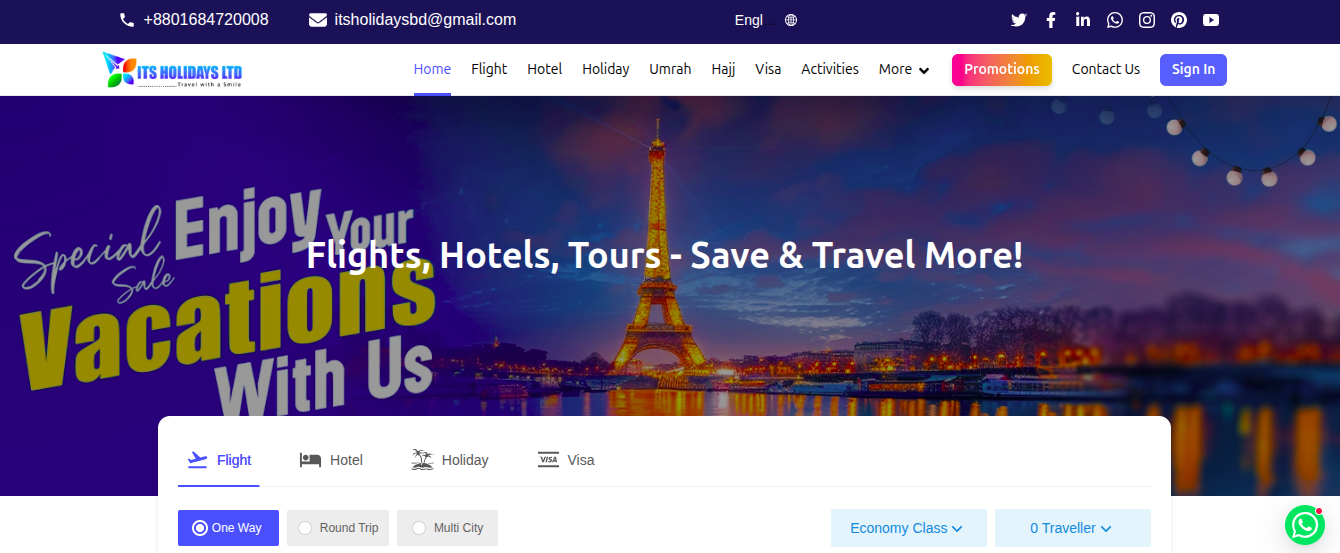 +8801684720008 itsholidaysbd@gmail.com Engl
ITS HOLIDAYS LTD
Travel with a Smile
Home Flight Hotel Holiday Umrah Hajj Visa Activities More Promotions Contact Us Sign In
Special Enjoy Your
Sale
Vacations
With Us
Flights, Hotels, Tours - Save & Travel More!
Flight Hotel Holiday VISA Visa
One Way Round Trip Multi City Economy Class 0 Traveller